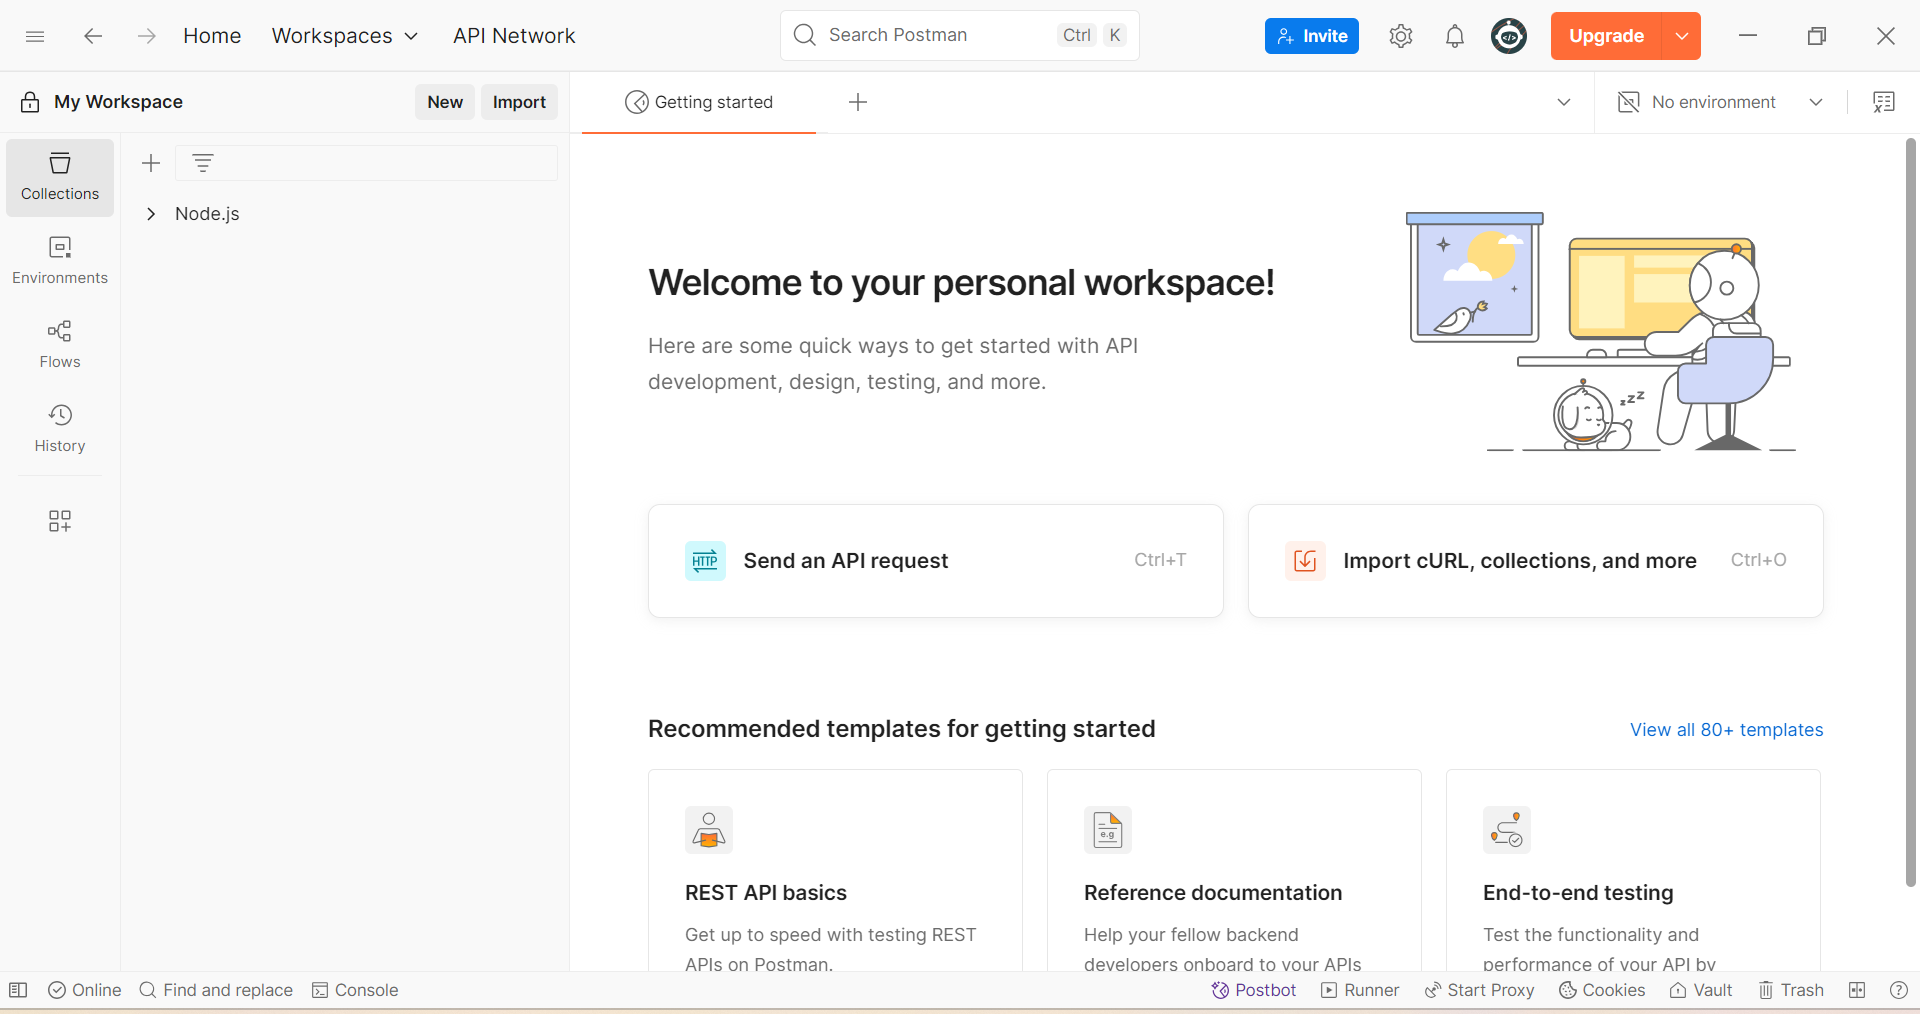 Home Workspaces API Network Search Postman Ctrl K Invite Upgrade
My Workspace New Import Getting started No environment
Collections
Node.js
Environments
Flows
History
Welcome to your personal workspace!
Here are some quick ways to get started with API
development, design, testing, and more.
zzZ
HTTP Send an API request Ctrl+T Import cURL, collections, and more Ctrl+O
Recommended templates for getting started View all 80+ templates
REST API basics
Get up to speed with testing REST
APIs on Postman.
e.g
Reference documentation
Help your fellow backend
developers onboard to your APIs
End-to-end testing
Test the functionality and
performance of your API by
Online Find and replace Console Postbot Runner Start Proxy Cookies Vault Trash